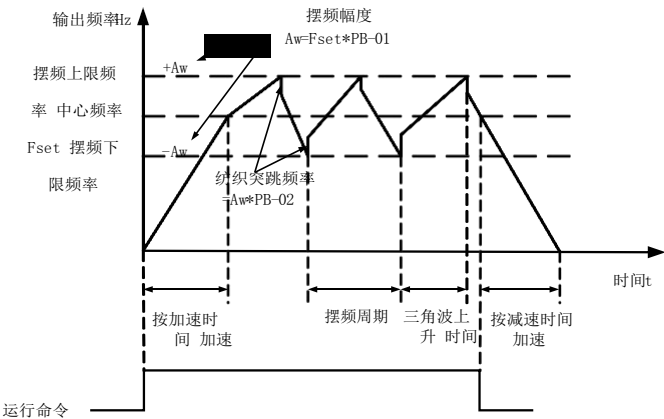 输出频率Hz
摆频幅度
Aw=Fset*PB-01
摆频上限频
+Aw
率 中心频率
Fset 摆频下
-Aw
限频率
纺织突跳频率
=Aw*PB-02
时间t
按加速时
间 加速
摆频周期
三角波上
升 时间
按减速时间
加速
运行命令